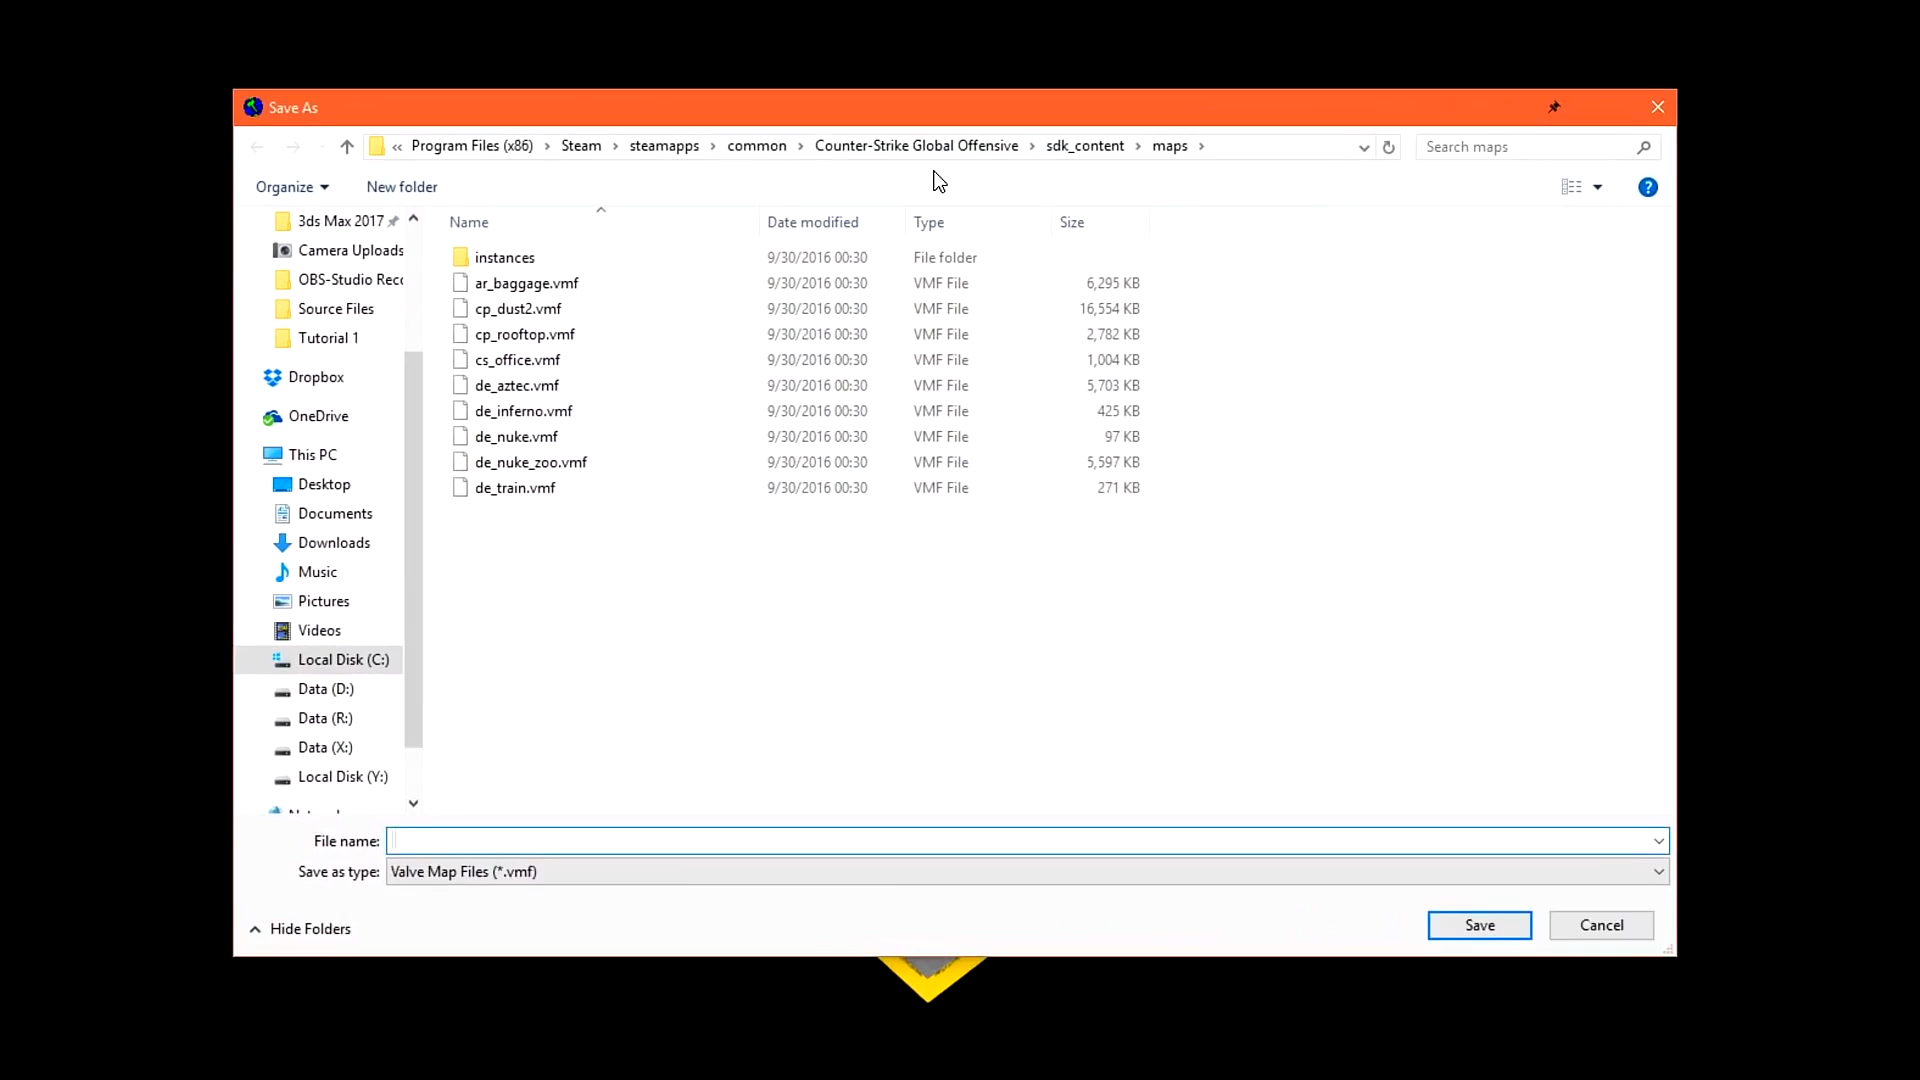 Save As
« Program Files (x86) › Steam › steamapps › common › Counter-Strike Global Offensive › sdk_content › maps ›
Search maps
Organize
New folder
?
3ds Max 2017
Camera Uploads
OBS-Studio Rec
Source Files
Tutorial 1
Dropbox
OneDrive
This PC
Desktop
Documents
Downloads
Music
Pictures
Videos
Local Disk (C:)
Data (D:)
Data (R:)
Data (X:)
Local Disk (Y:)
Name Date modified Type Size
instances 9/30/2016 00:30 File folder
ar_baggage.vmf 9/30/2016 00:30 VMF File 6,295 KB
cp_dust2.vmf 9/30/2016 00:30 VMF File 16,554 KB
cp_rooftop.vmf 9/30/2016 00:30 VMF File 2,782 KB
cs_office.vmf 9/30/2016 00:30 VMF File 1,004 KB
de_aztec.vmf 9/30/2016 00:30 VMF File 5,703 KB
de_inferno.vmf 9/30/2016 00:30 VMF File 425 KB
de_nuke.vmf 9/30/2016 00:30 VMF File 97 KB
de_nuke_zoo.vmf 9/30/2016 00:30 VMF File 5,597 KB
de_train.vmf 9/30/2016 00:30 VMF File 271 KB
File name:
Save as type: Valve Map Files (*.vmf)
Hide Folders
Save
Cancel